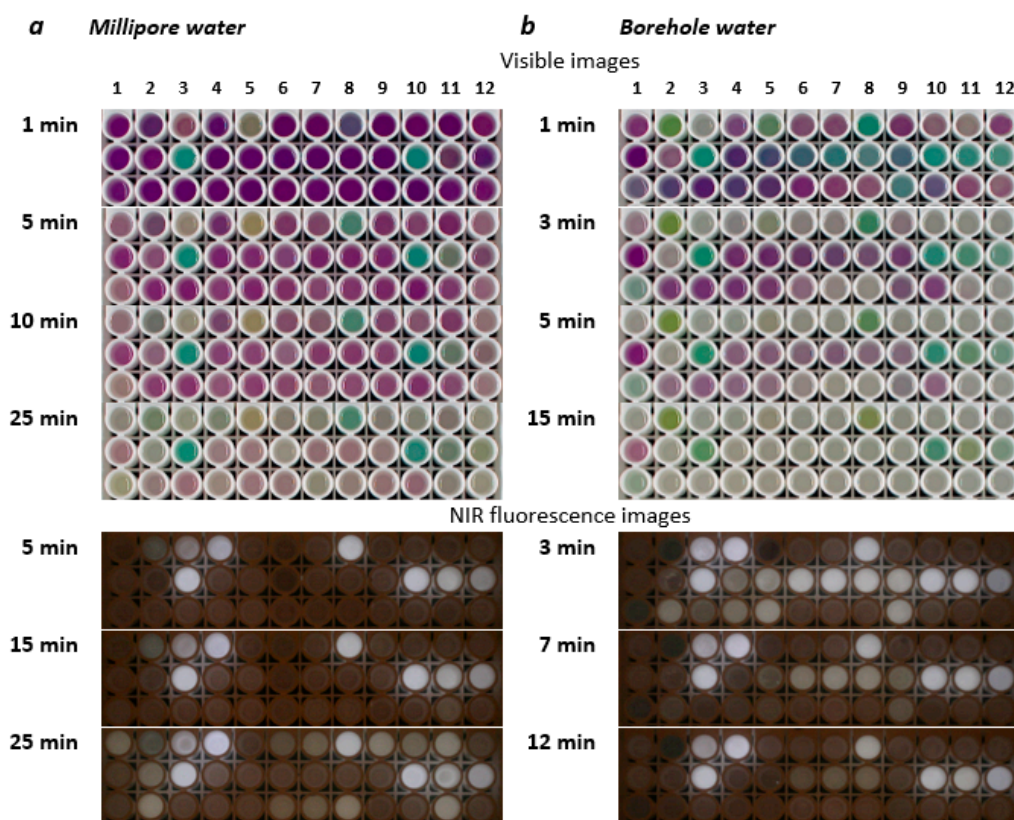 a Millipore water
b Borehole water
Visible images
1 2 3 4 5 6 7 8 9 10 11 12
1 2 3 4 5 6 7 8 9 10 11 12
1 min
5 min
10 min
25 min
1 min
3 min
5 min
15 min
NIR fluorescence images
5 min
15 min
25 min
3 min
7 min
12 min